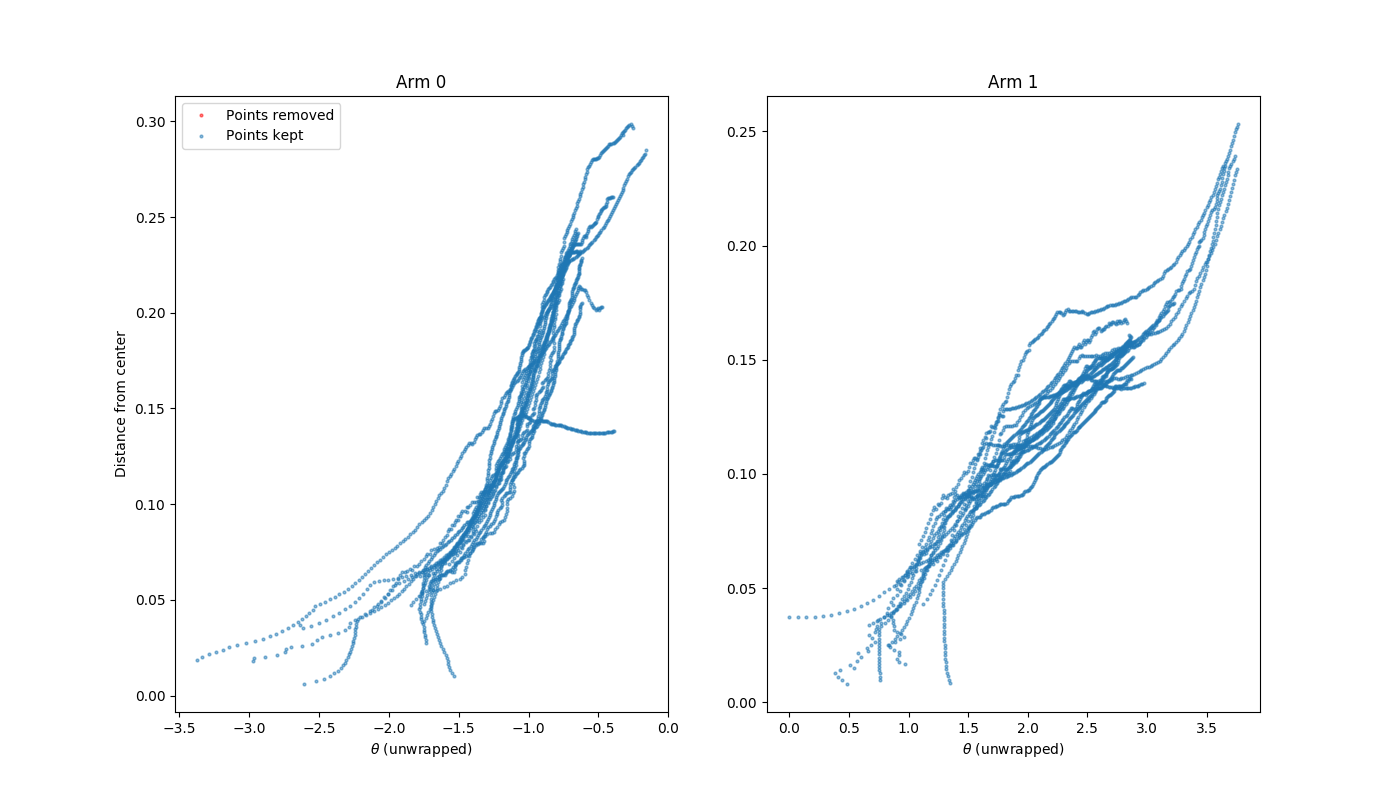 Arm 0
Points removed
Points kept
0.30
0.25
0.20
0.15
0.10
0.05
0.00
Distance from center
−3.5 −3.0 −2.5 −2.0 −1.5 −1.0 −0.5 0.0
θ (unwrapped)
Arm 1
0.25
0.20
0.15
0.10
0.05
0.00
0.0 0.5 1.0 1.5 2.0 2.5 3.0 3.5
θ (unwrapped)